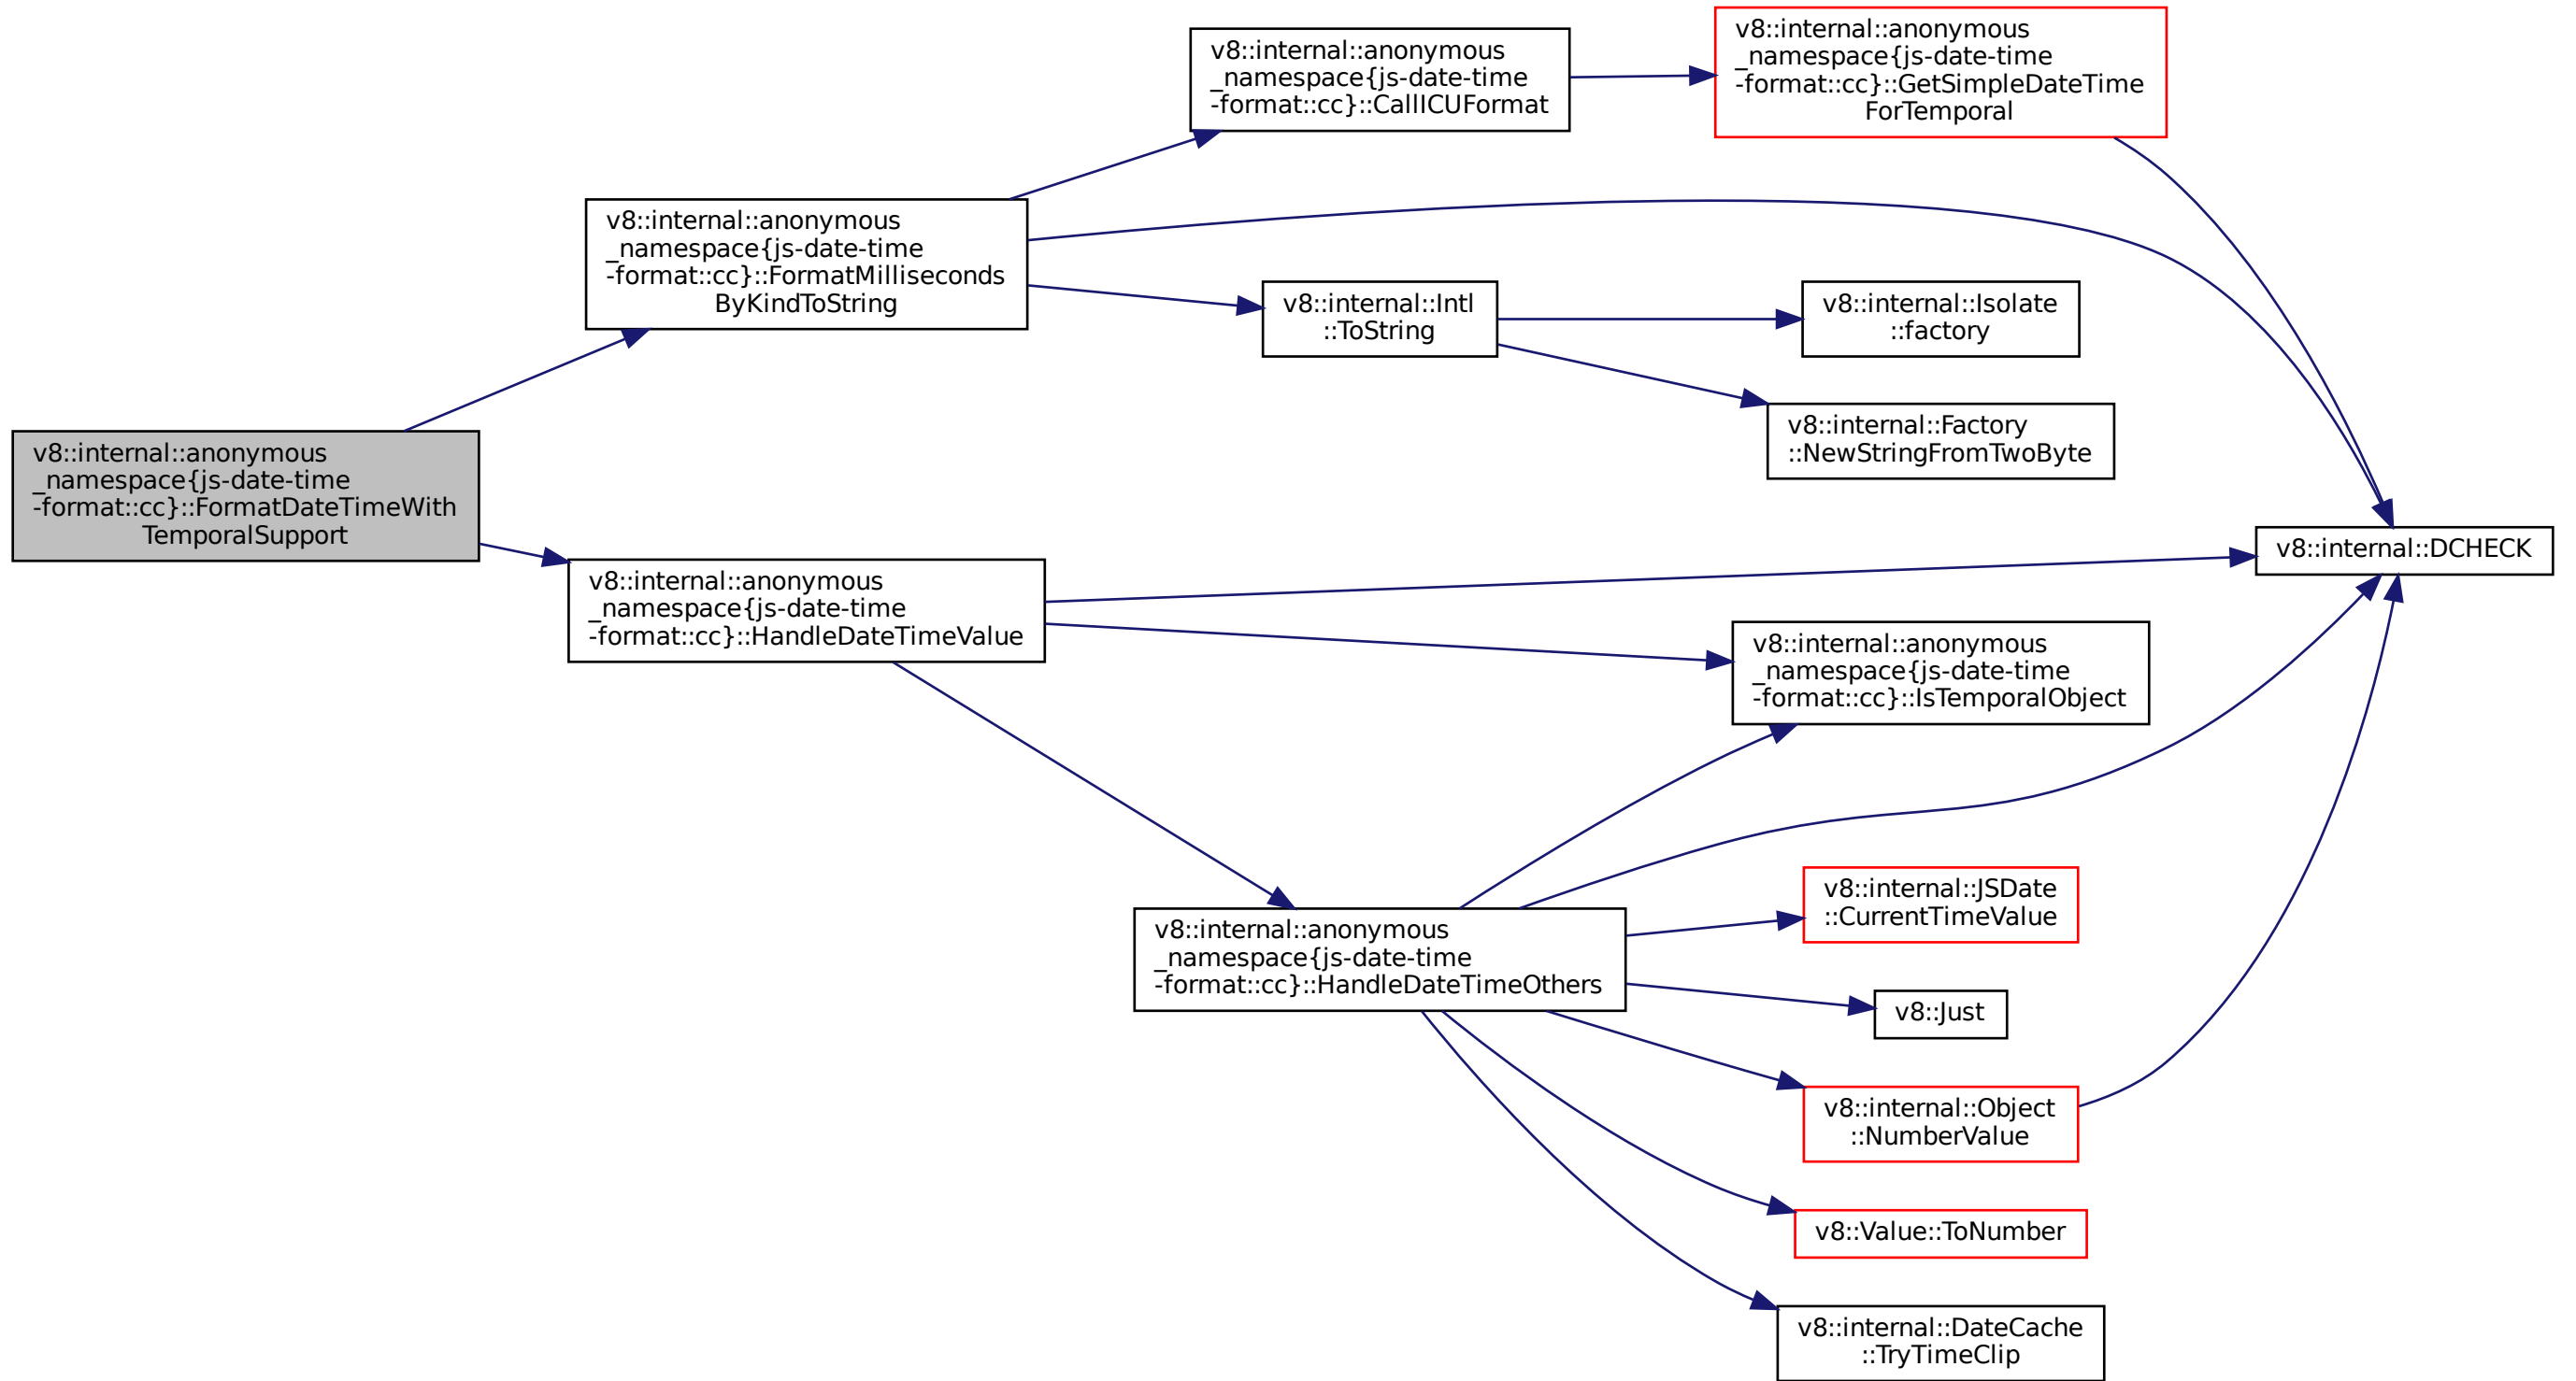 v8::internal::anonymous
_namespace{js-date-time
-format::cc}::FormatDateTimeWith
TemporalSupport
v8::internal::anonymous
_namespace{js-date-time
-format::cc}::FormatMilliseconds
ByKindToString
v8::internal::anonymous
_namespace{js-date-time
-format::cc}::CallICUFormat
v8::internal::anonymous
_namespace{js-date-time
-format::cc}::GetSimpleDateTime
ForTemporal
v8::internal::Intl
::ToString
v8::internal::Isolate
::factory
v8::internal::Factory
::NewStringFromTwoByte
v8::internal::DCHECK
v8::internal::anonymous
_namespace{js-date-time
-format::cc}::HandleDateTimeValue
v8::internal::anonymous
_namespace{js-date-time
-format::cc}::IsTemporalObject
v8::internal::anonymous
_namespace{js-date-time
-format::cc}::HandleDateTimeOthers
v8::internal::JSDate
::CurrentTimeValue
v8::Just
v8::internal::Object
::NumberValue
v8::Value::ToNumber
v8::internal::DateCache
::TryTimeClip